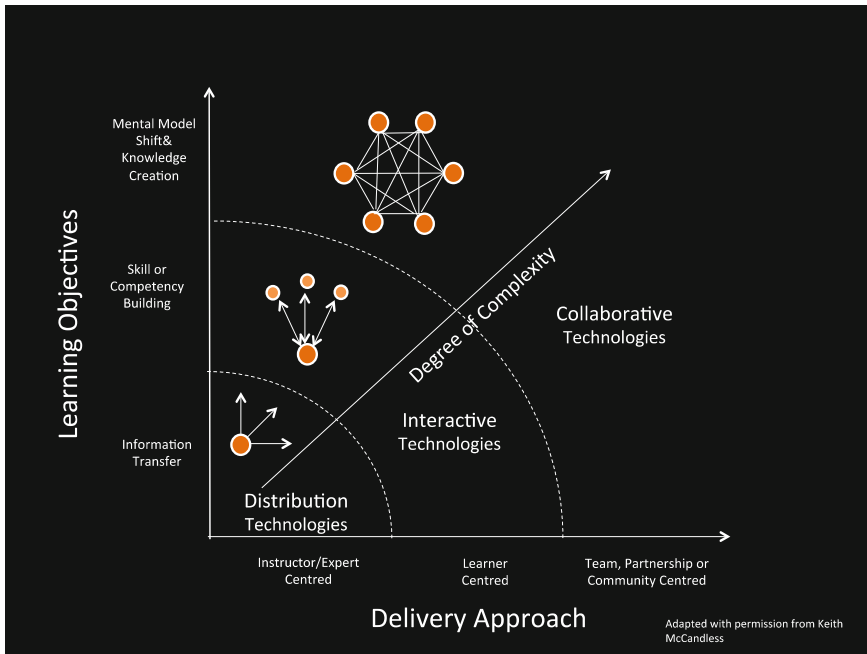 Mental Model
Shift&
Knowledge
Creation
Skill or
Competency
Building
Information
Transfer
Learning Objectives
Degree of Complexity
Collaborative
Technologies
Interactive
Technologies
Distribution
Technologies
Instructor/Expert
Centred
Learner
Centred
Team, Partnership or
Community Centred
Delivery Approach
Adapted with permission from Keith
McCandless